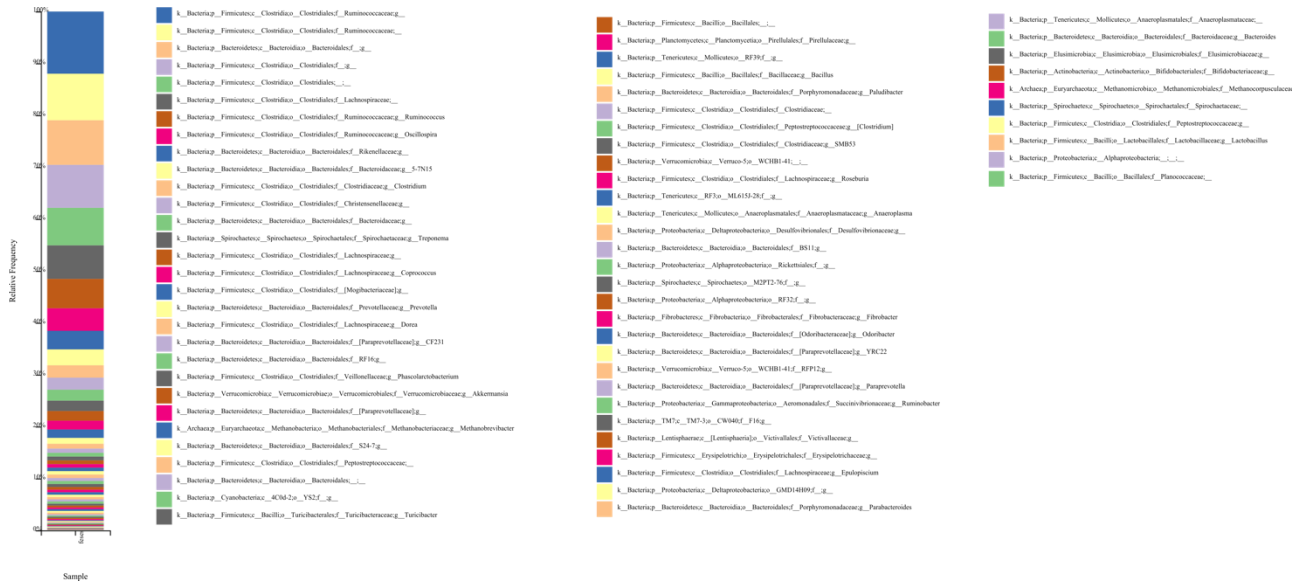 100%
90%
80%
70%
60%
50%
40%
30%
20%
10%
0%
Relative Frequency
feces
Sample
k__Bacteria;p__Firmicutes;c__Clostridia;o__Clostridiales;f__Ruminococcaceae;g__
k__Bacteria;p__Firmicutes;c__Clostridia;o__Clostridiales;f__Ruminococcaceae;__
k__Bacteria;p__Bacteroidetes;c__Bacteroidia;o__Bacteroidales;f__;g__
k__Bacteria;p__Firmicutes;c__Clostridia;o__Clostridiales;f__;g__
k__Bacteria;p__Firmicutes;c__Clostridia;o__Clostridiales;__;__
k__Bacteria;p__Firmicutes;c__Clostridia;o__Clostridiales;f__Lachnospiraceae;__
k__Bacteria;p__Firmicutes;c__Clostridia;o__Clostridiales;f__Ruminococcaceae;g__Ruminococcus
k__Bacteria;p__Firmicutes;c__Clostridia;o__Clostridiales;f__Ruminococcaceae;g__Oscillospira
k__Bacteria;p__Bacteroidetes;c__Bacteroidia;o__Bacteroidales;f__Rikenellaceae;g__
k__Bacteria;p__Bacteroidetes;c__Bacteroidia;o__Bacteroidales;f__Bacteroidaceae;g__5-7N15
k__Bacteria;p__Firmicutes;c__Clostridia;o__Clostridiales;f__Clostridiaceae;g__Clostridium
k__Bacteria;p__Firmicutes;c__Clostridia;o__Clostridiales;f__Christensenellaceae;g__
k__Bacteria;p__Bacteroidetes;c__Bacteroidia;o__Bacteroidales;f__Bacteroidaceae;g__
k__Bacteria;p__Spirochaetes;c__Spirochaetes;o__Spirochaetales;f__Spirochaetaceae;g__Treponema
k__Bacteria;p__Firmicutes;c__Clostridia;o__Clostridiales;f__Lachnospiraceae;g__
k__Bacteria;p__Firmicutes;c__Clostridia;o__Clostridiales;f__Lachnospiraceae;g__Coprococcus
k__Bacteria;p__Firmicutes;c__Clostridia;o__Clostridiales;f__[Mogibacteriaceae];g__
k__Bacteria;p__Bacteroidetes;c__Bacteroidia;o__Bacteroidales;f__Prevotellaceae;g__Prevotella
k__Bacteria;p__Firmicutes;c__Clostridia;o__Clostridiales;f__Lachnospiraceae;g__Dorea
k__Bacteria;p__Bacteroidetes;c__Bacteroidia;o__Bacteroidales;f__[Paraprevotellaceae];g__CF231
k__Bacteria;p__Bacteroidetes;c__Bacteroidia;o__Bacteroidales;f__RF16;g__
k__Bacteria;p__Firmicutes;c__Clostridia;o__Clostridiales;f__Veillonellaceae;g__Phascolarctobacterium
k__Bacteria;p__Verrucomicrobia;c__Verrucomicrobiae;o__Verrucomicrobiales;f__Verrucomicrobiaceae;g__Akkermansia
k__Bacteria;p__Bacteroidetes;c__Bacteroidia;o__Bacteroidales;f__[Paraprevotellaceae];g__
k__Archaea;p__Euryarchaeota;c__Methanobacteria;o__Methanobacteriales;f__Methanobacteriaceae;g__Methanobrevibacter
k__Bacteria;p__Bacteroidetes;c__Bacteroidia;o__Bacteroidales;f__S24-7;g__
k__Bacteria;p__Firmicutes;c__Clostridia;o__Clostridiales;f__Peptostreptococcaceae;__
k__Bacteria;p__Bacteroidetes;c__Bacteroidia;o__Bacteroidales;__;__
k__Bacteria;p__Cyanobacteria;c__4C0d-2;o__YS2;f__;g__
k__Bacteria;p__Firmicutes;c__Bacilli;o__Turicibacterales;f__Turicibacteraceae;g__Turicibacter
k__Bacteria;p__Firmicutes;c__Bacilli;o__Bacillales;__;__
k__Bacteria;p__Planctomycetes;c__Planctomycetia;o__Pirellulales;f__Pirellulaceae;g__
k__Bacteria;p__Tenericutes;c__Mollicutes;o__RF39;f__;g__
k__Bacteria;p__Firmicutes;c__Bacilli;o__Bacillales;f__Bacillaceae;g__Bacillus
k__Bacteria;p__Bacteroidetes;c__Bacteroidia;o__Bacteroidales;f__Porphyromonadaceae;g__Paludibacter
k__Bacteria;p__Firmicutes;c__Clostridia;o__Clostridiales;f__Clostridiaceae;__
k__Bacteria;p__Firmicutes;c__Clostridia;o__Clostridiales;f__Peptostreptococcaceae;g__[Clostridium]
k__Bacteria;p__Firmicutes;c__Clostridia;o__Clostridiales;f__Clostridiaceae;g__SMB53
k__Bacteria;p__Verrucomicrobia;c__Verruco-5;o__WCHB1-41;__;__
k__Bacteria;p__Firmicutes;c__Clostridia;o__Clostridiales;f__Lachnospiraceae;g__Roseburia
k__Bacteria;p__Tenericutes;c__RF3;o__ML615J-28;f__;g__
k__Bacteria;p__Tenericutes;c__Mollicutes;o__Anaeroplasmatales;f__Anaeroplasmataceae;g__Anaeroplasma
k__Bacteria;p__Proteobacteria;c__Deltaproteobacteria;o__Desulfovibrionales;f__Desulfovibrionaceae;g__
k__Bacteria;p__Bacteroidetes;c__Bacteroidia;o__Bacteroidales;f__BS11;g__
k__Bacteria;p__Proteobacteria;c__Alphaproteobacteria;o__Rickettsiales;f__;g__
k__Bacteria;p__Spirochaetes;c__Spirochaetes;o__M2PT2-76;f__;g__
k__Bacteria;p__Proteobacteria;c__Alphaproteobacteria;o__RF32;f__;g__
k__Bacteria;p__Fibrobacteres;c__Fibrobacteria;o__Fibrobacterales;f__Fibrobacteraceae;g__Fibrobacter
k__Bacteria;p__Bacteroidetes;c__Bacteroidia;o__Bacteroidales;f__[Odoribacteraceae];g__Odoribacter
k__Bacteria;p__Bacteroidetes;c__Bacteroidia;o__Bacteroidales;f__[Paraprevotellaceae];g__YRC22
k__Bacteria;p__Verrucomicrobia;c__Verruco-5;o__WCHB1-41;f__RFP12;g__
k__Bacteria;p__Bacteroidetes;c__Bacteroidia;o__Bacteroidales;f__[Paraprevotellaceae];g__Paraprevotella
k__Bacteria;p__Proteobacteria;c__Gammaproteobacteria;o__Aeromonadales;f__Succinivibrionaceae;g__Ruminobacter
k__Bacteria;p__TM7;c__TM7-3;o__CW040;f__F16;g__
k__Bacteria;p__Lentisphaerae;c__[Lentisphaeria];o__Victivallales;f__Victivallaceae;g__
k__Bacteria;p__Firmicutes;c__Erysipelotrichi;o__Erysipelotrichales;f__Erysipelotrichaceae;g__
k__Bacteria;p__Firmicutes;c__Clostridia;o__Clostridiales;f__Lachnospiraceae;g__Epulopiscium
k__Bacteria;p__Proteobacteria;c__Deltaproteobacteria;o__GMD14H09;f__;g__
k__Bacteria;p__Bacteroidetes;c__Bacteroidia;o__Bacteroidales;f__Porphyromonadaceae;g__Parabacteroides
k__Bacteria;p__Tenericutes;c__Mollicutes;o__Anaeroplasmatales;f__Anaeroplasmataceae;__
k__Bacteria;p__Bacteroidetes;c__Bacteroidia;o__Bacteroidales;f__Bacteroidaceae;g__Bacteroides
k__Bacteria;p__Elusimicrobia;c__Elusimicrobia;o__Elusimicrobiales;f__Elusimicrobiaceae;g__
k__Bacteria;p__Actinobacteria;c__Actinobacteria;o__Bifidobacteriales;f__Bifidobacteriaceae;g__
k__Archaea;p__Euryarchaeota;c__Methanomicrobia;o__Methanomicrobiales;f__Methanocorpusculaceae
k__Bacteria;p__Spirochaetes;c__Spirochaetes;o__Spirochaetales;f__Spirochaetaceae;__
k__Bacteria;p__Firmicutes;c__Clostridia;o__Clostridiales;f__Peptostreptococcaceae;g__
k__Bacteria;p__Firmicutes;c__Bacilli;o__Lactobacillales;f__Lactobacillaceae;g__Lactobacillus
k__Bacteria;p__Proteobacteria;c__Alphaproteobacteria;__;__;__
k__Bacteria;p__Firmicutes;c__Bacilli;o__Bacillales;f__Planococcaceae;__